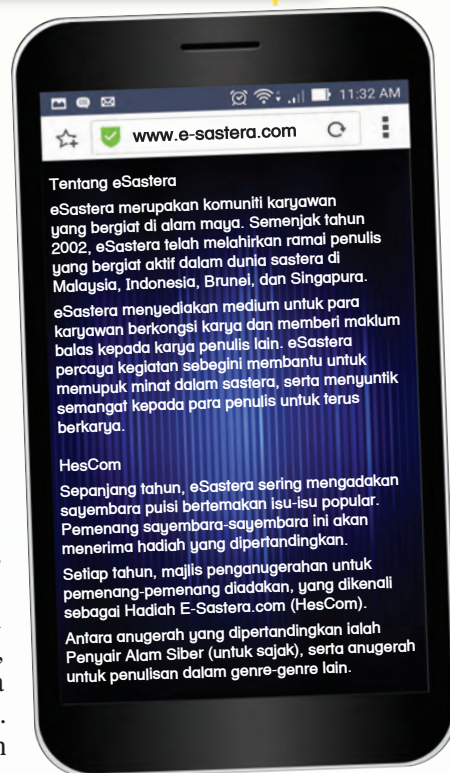 11:32 AM
www.e-sastera.com
Tentang eSastera
eSastera merupakan komuniti karyawan
yang bergiat di alam maya. Semenjak tahun
2002, eSastera telah melahirkan ramai penulis
yang bergiat aktif dalam dunia sastera di
Malaysia, Indonesia, Brunei, dan Singapura.
eSastera menyediakan medium untuk para
karyawan berkongsi karya dan memberi maklum
balas kepada karya penulis lain. eSastera
percaya kegiatan sebegini membantu untuk
memupuk minat dalam sastera, serta menyuntik
semangat kepada para penulis untuk terus
berkarya.
HesCom
Sepanjang tahun, eSastera sering mengadakan
sayembara puisi bertemakan isu-isu popular.
Pemenang sayembara-sayembara ini akan
menerima hadiah yang dipertandingkan.
Setiap tahun, majlis penganugerahan untuk
pemenang-pemenang diadakan, yang dikenali
sebagai Hadiah E-Sastera.com (HesCom).
Antara anugerah yang dipertandingkan ialah
Penyair Alam Siber (untuk sajak), serta anugerah
untuk penulisan dalam genre-genre lain.